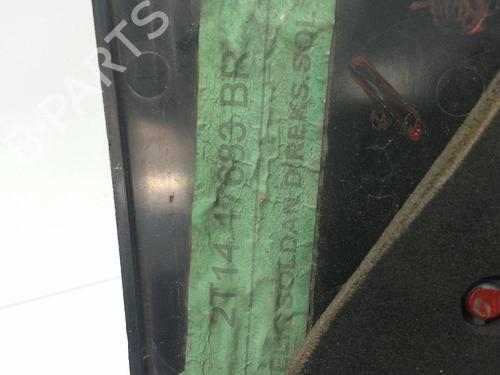 2T14 17683 BR
SOLDAN DIREKS.SOL
B-PARTS